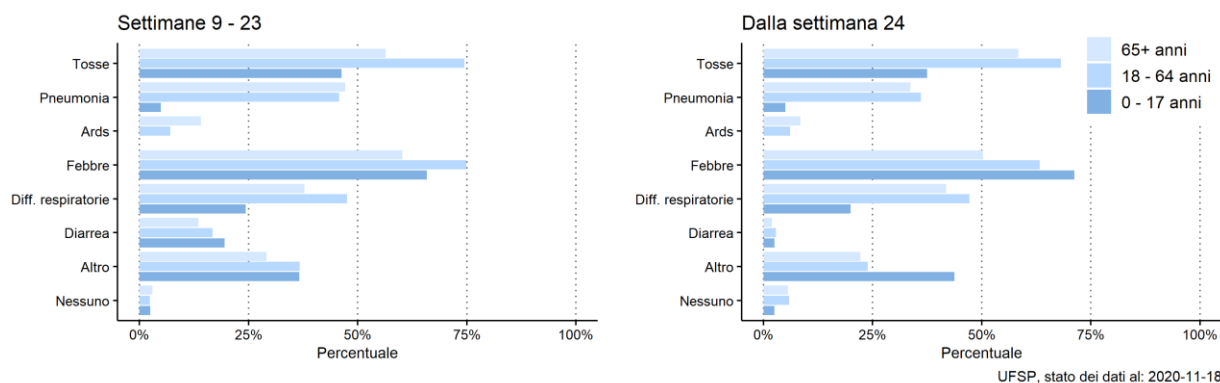 Settimane 9 - 23
Tosse
Pneumonia
Ards
Febbre
Diff. respiratorie
Diarrea
Altro
Nessuno
0% 25% 50% 75% 100%
Percentuale
Dalla settimana 24
65+ anni
18 - 64 anni
0 - 17 anni
Tosse
Pneumonia
Ards
Febbre
Diff. respiratorie
Diarrea
Altro
Nessuno
0% 25% 50% 75% 100%
Percentuale
UFSP, stato dei dati al: 2020-11-18